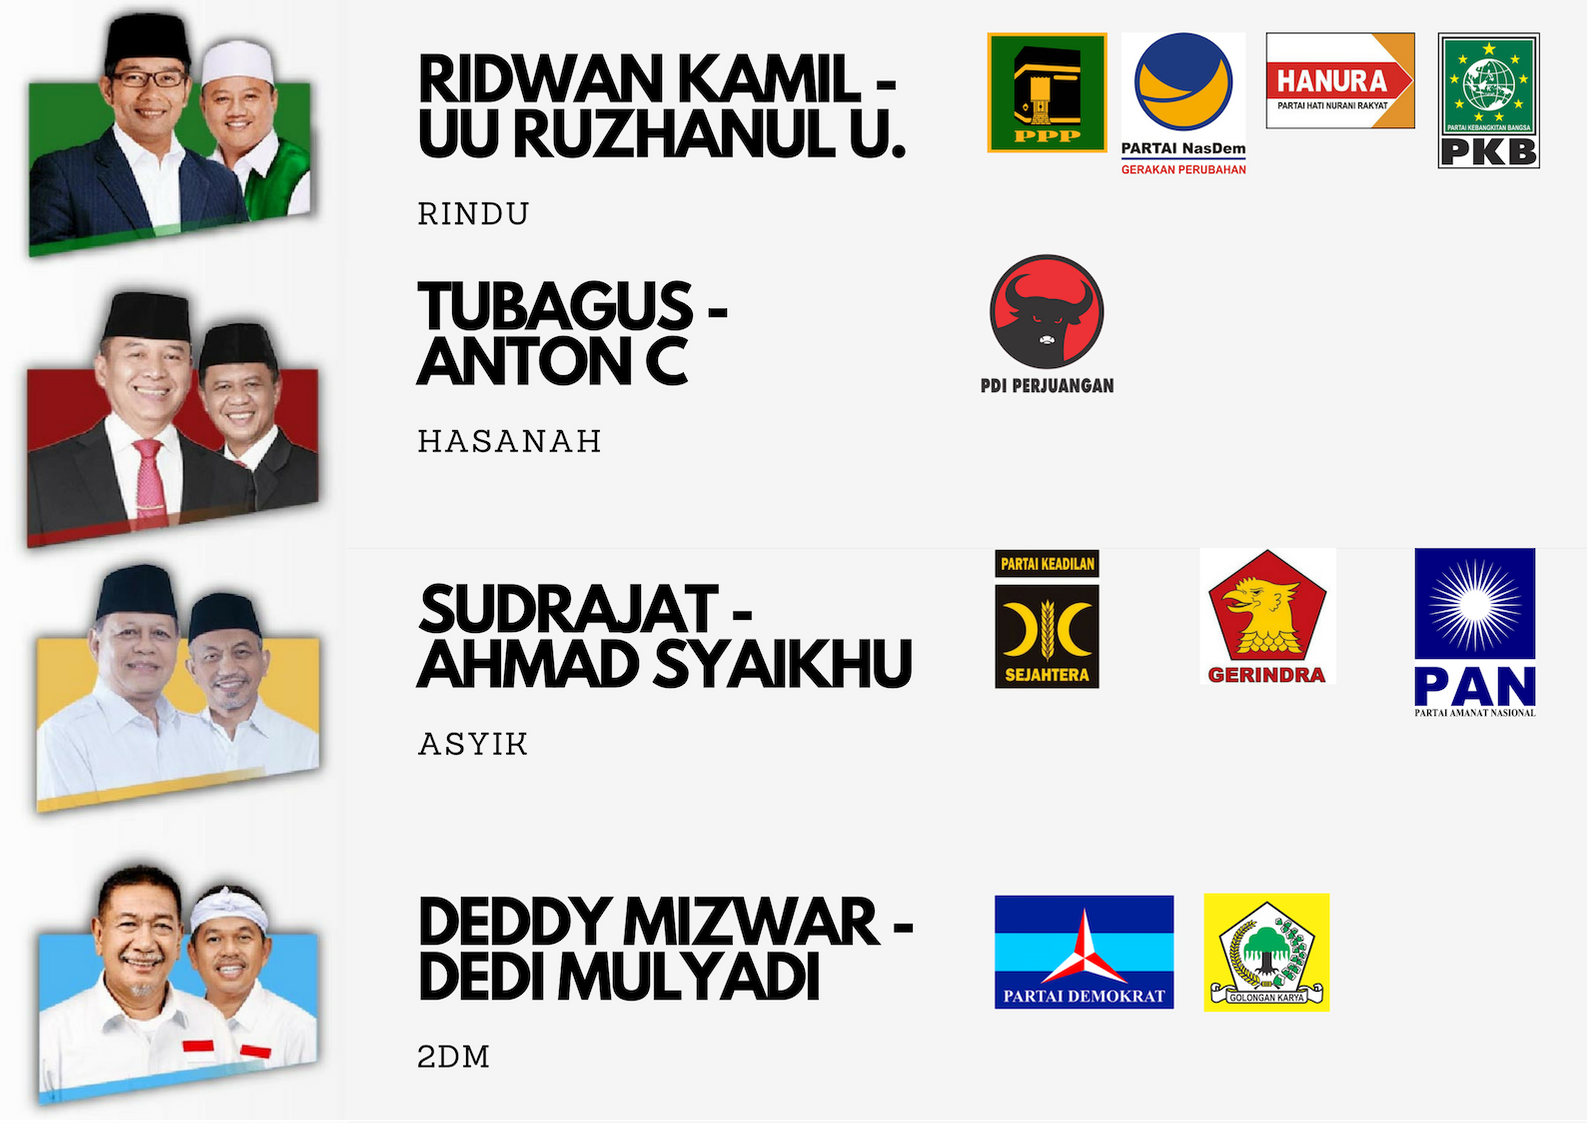 RIDWAN KAMIL -
UU RUZHANUL U.
RINDU
PPP
PARTAI NasDem
GERAKAN PERUBAHAN
HANURA
PARTAI HATI NURANI RAKYAT
PARTAI KEBANGKITAN BANGSA
PKB
TUBAGUS -
ANTON C
HASANAH
PDI PERJUANGAN
SUDRAJAT -
AHMAD SYAIKHU
ASYIK
PARTAI KEADILAN
SEJAHTERA
GERINDRA
PAN
PARTAI AMANAT NASIONAL
DEDDY MIZWAR -
DEDI MULYADI
2DM
PARTAI DEMOKRAT
GOLONGAN KARYA